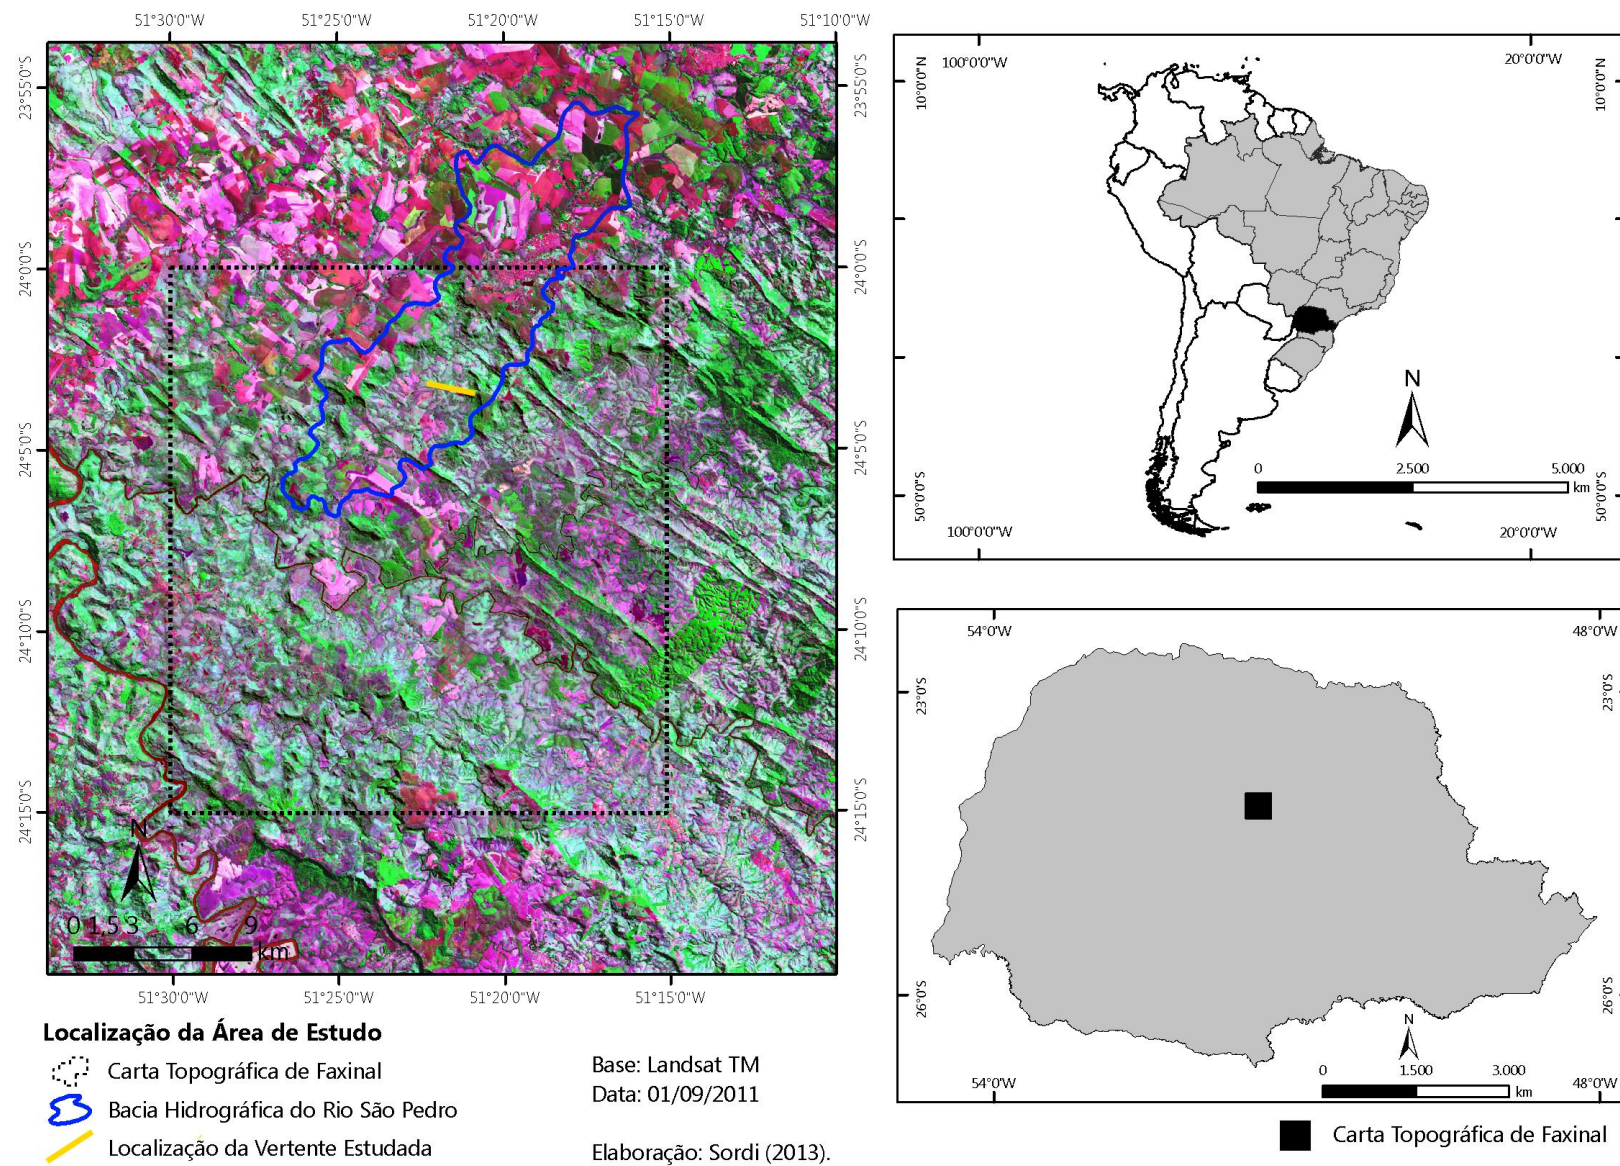 51°30'0"W 51°25'0"W 51°20'0"W 51°15'0"W 51°10'0"W
23°55'0"S 23°55'0"S
24°0'0"S 24°0'0"S
24°5'0"S 24°5'0"S
24°10'0"S 24°10'0"S
24°15'0"S 24°15'0"S
N
0 1,5 3 6 9
km
51°30'0"W 51°25'0"W 51°20'0"W 51°15'0"W
Localização da Área de Estudo
Carta Topográfica de Faxinal
Bacia Hidrográfica do Rio São Pedro
Localização da Vertente Estudada
Base: Landsat TM
Data: 01/09/2011
Elaboração: Sordi (2013).
100°0'0"W 20°0'0"W
10°0'0"N 10°0'0"N
N
0 2.500 5.000
km
50°0'0"S 50°0'0"S
100°0'0"W 20°0'0"W
54°0'W 48°0'W
23°0'S 23°0'S
26°0'S 26°0'S
N
0 1.500 3.000
km
54°0'W 48°0'W
Carta Topográfica de Faxinal